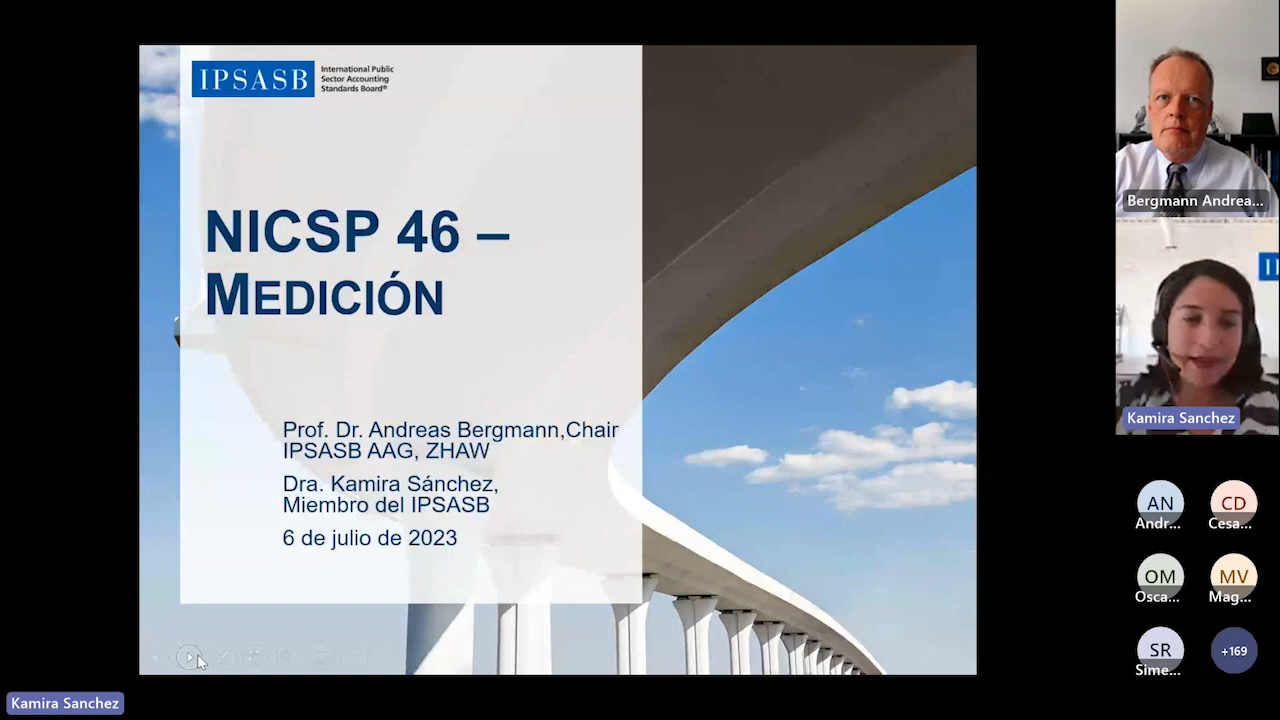 IPSASB
International Public
Sector Accounting
Standards Board®
NICSP 46 –
MEDICIÓN
Prof. Dr. Andreas Bergmann,Chair
IPSASB AAG, ZHAW
Dra. Kamira Sánchez,
Miembro del IPSASB
6 de julio de 2023
Bergmann Andrea...
Kamira Sanchez
AN
CD
Andr...
Cesa...
OM
MV
Osca...
Mag...
SR
+169
Sime...
Kamira Sanchez